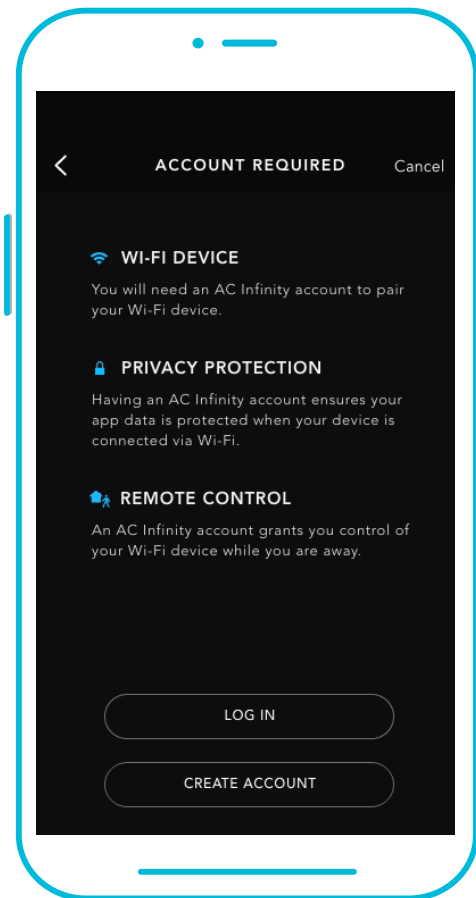 ACCOUNT REQUIRED
Cancel
WI-FI DEVICE
You will need an AC Infinity account to pair
your Wi-Fi device.
PRIVACY PROTECTION
Having an AC Infinity account ensures your
app data is protected when your device is
connected via Wi-Fi.
REMOTE CONTROL
An AC Infinity account grants you control of
your Wi-Fi device while you are away.
LOG IN
CREATE ACCOUNT